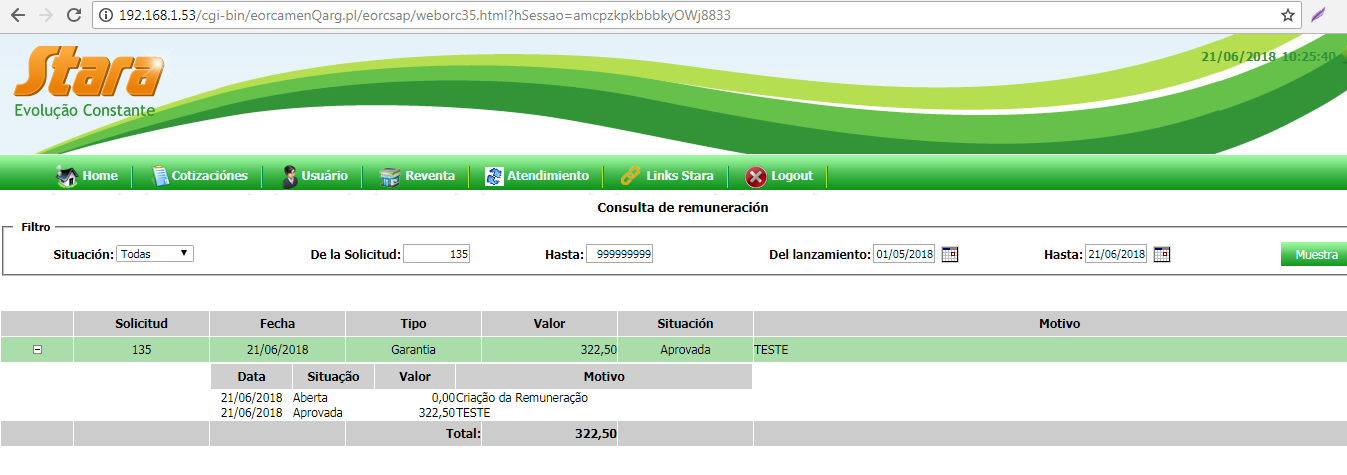 192.168.1.53/cgi-bin/eorcamenQarg.pl/eorcsap/weborc35.html?hSessao=amcpzkpkbbbkyOWj8833
Stara
Evolução Constante
21/06/2018 10:25:40
Home Cotizaciónes Usuário Reventa Atendimiento Links Stara Logout
Consulta de remuneración
Filtro
Situación: Todas De la Solicitud: 135 Hasta: 999999999 Del lanzamiento: 01/05/2018 Hasta: 21/06/2018 Muestra
Solicitud Fecha Tipo Valor Situación Motivo
135 21/06/2018 Garantia 322,50 Aprovada TESTE
Data Situação Valor Motivo
21/06/2018 Aberta 0,00 Criação da Remuneração
21/06/2018 Aprovada 322,50 TESTE
Total: 322,50